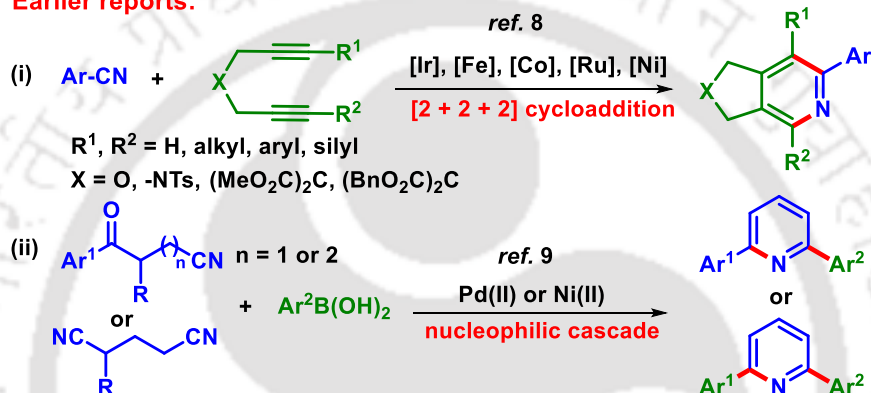 Earlier reports:
ref. 8
(i) Ar-CN + X R¹ R² [Ir], [Fe], [Co], [Ru], [Ni] R¹ Ar X N R²
[2 + 2 + 2] cycloaddition
R¹, R² = H, alkyl, aryl, silyl
X = O, -NTs, (MeO₂C)₂C, (BnO₂C)₂C
(ii) O Ar¹ ( )n CN R n = 1 or 2 ref. 9 Ar¹ N Ar²
or + Ar²B(OH)₂ Pd(II) or Ni(II) or
nucleophilic cascade
NC CN R Ar¹ N Ar²